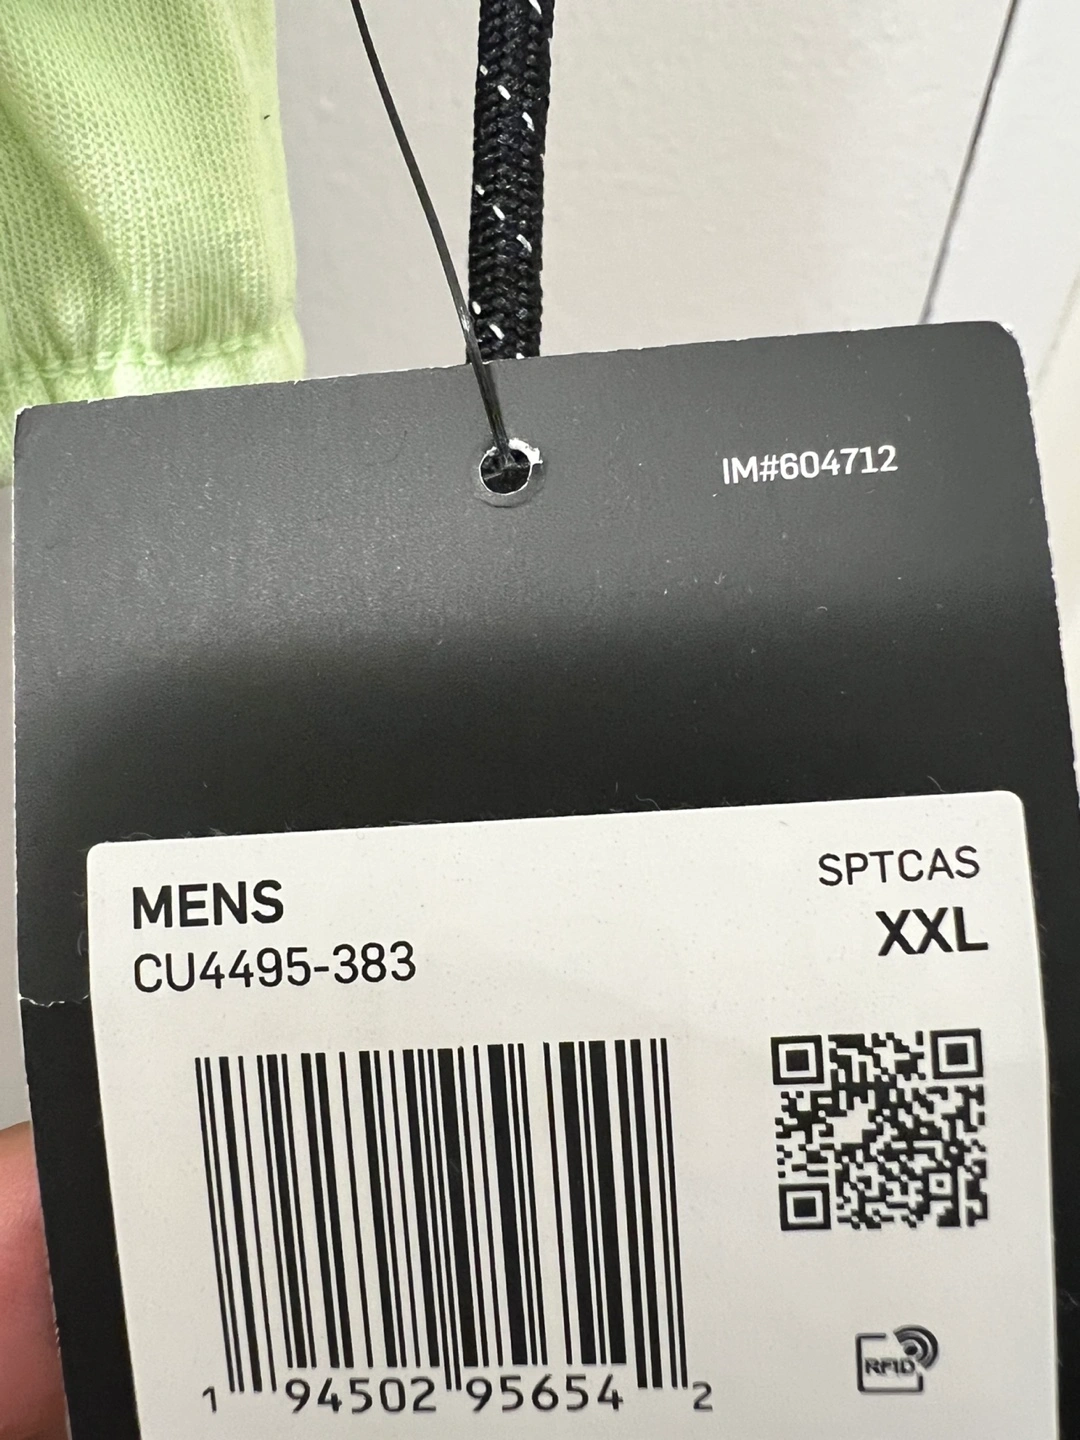 IM#604712
MENS
SPTCAS
CU4495-383
XXL
1 94502 95654 2
RFID